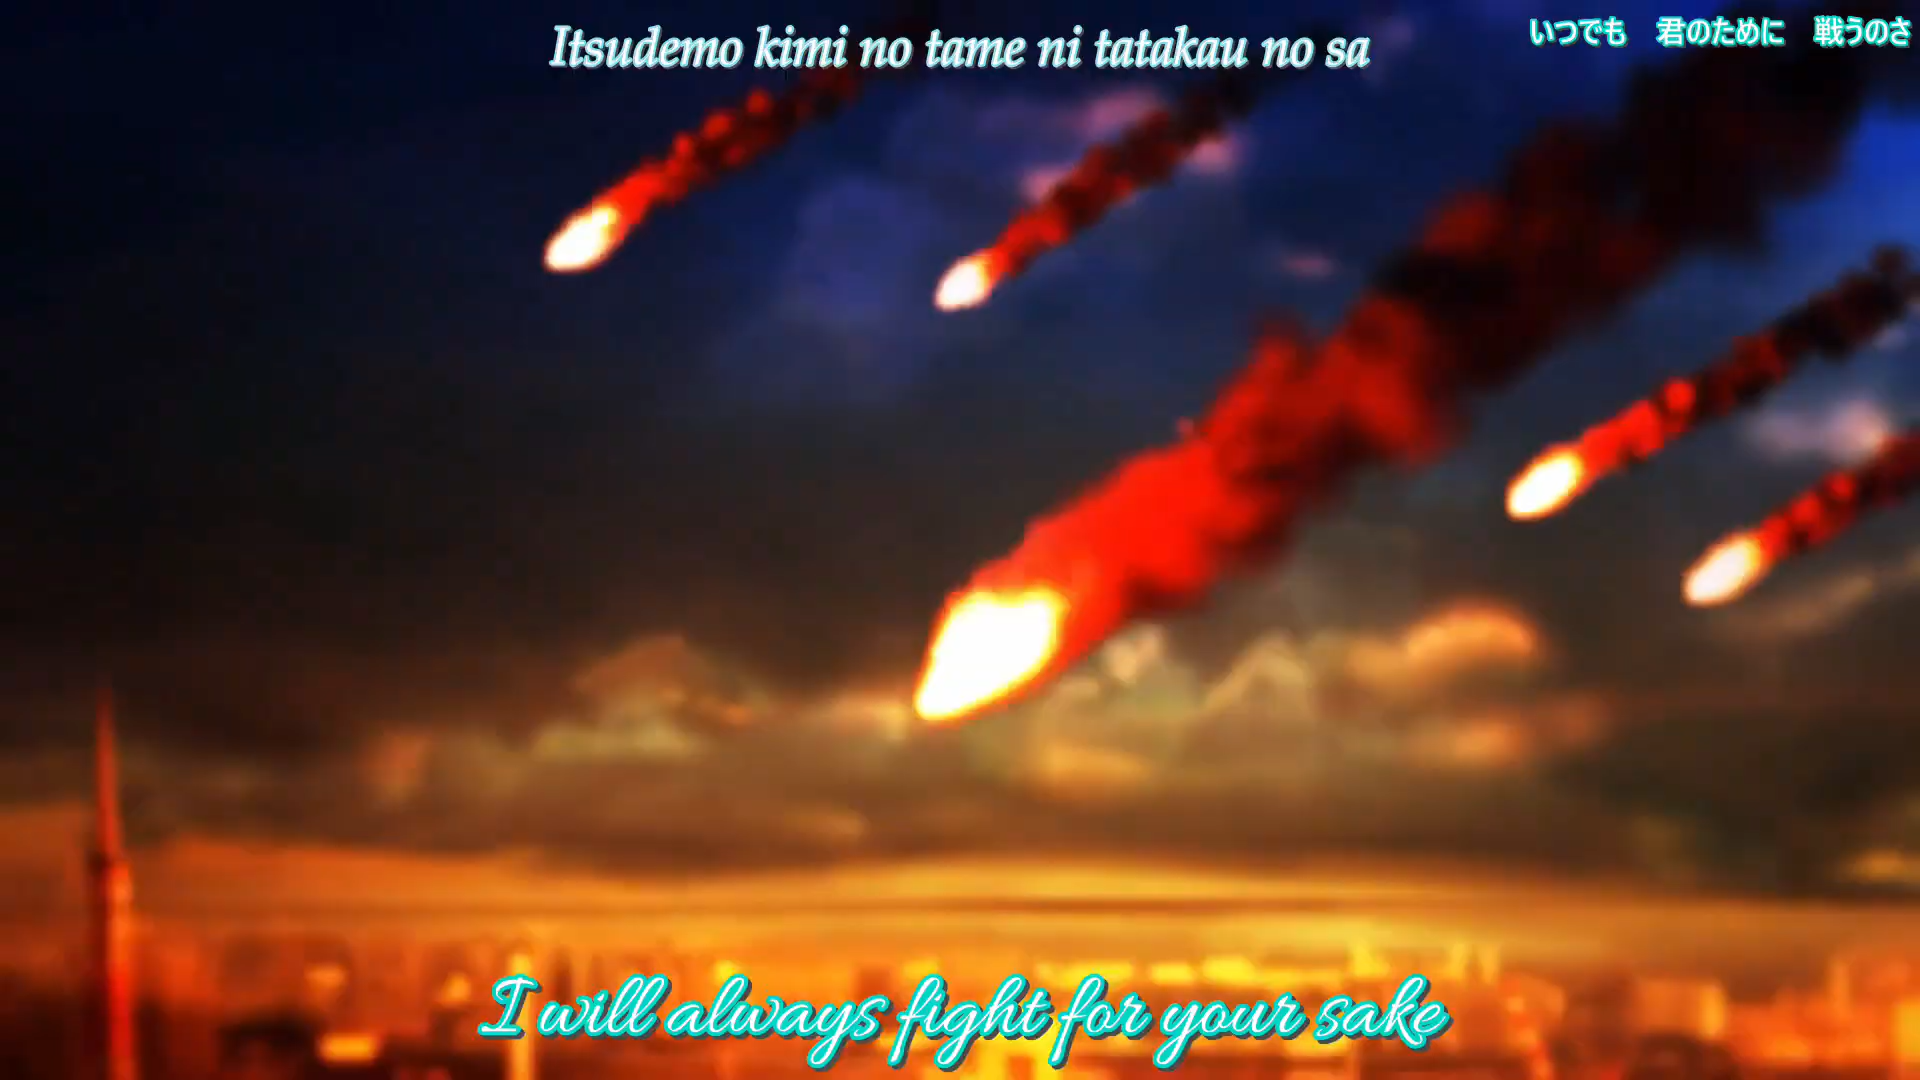 Itsudemo kimi no tame ni tatakau no sa
いつでも　君のために　戦うのさ
I will always fight for your sake